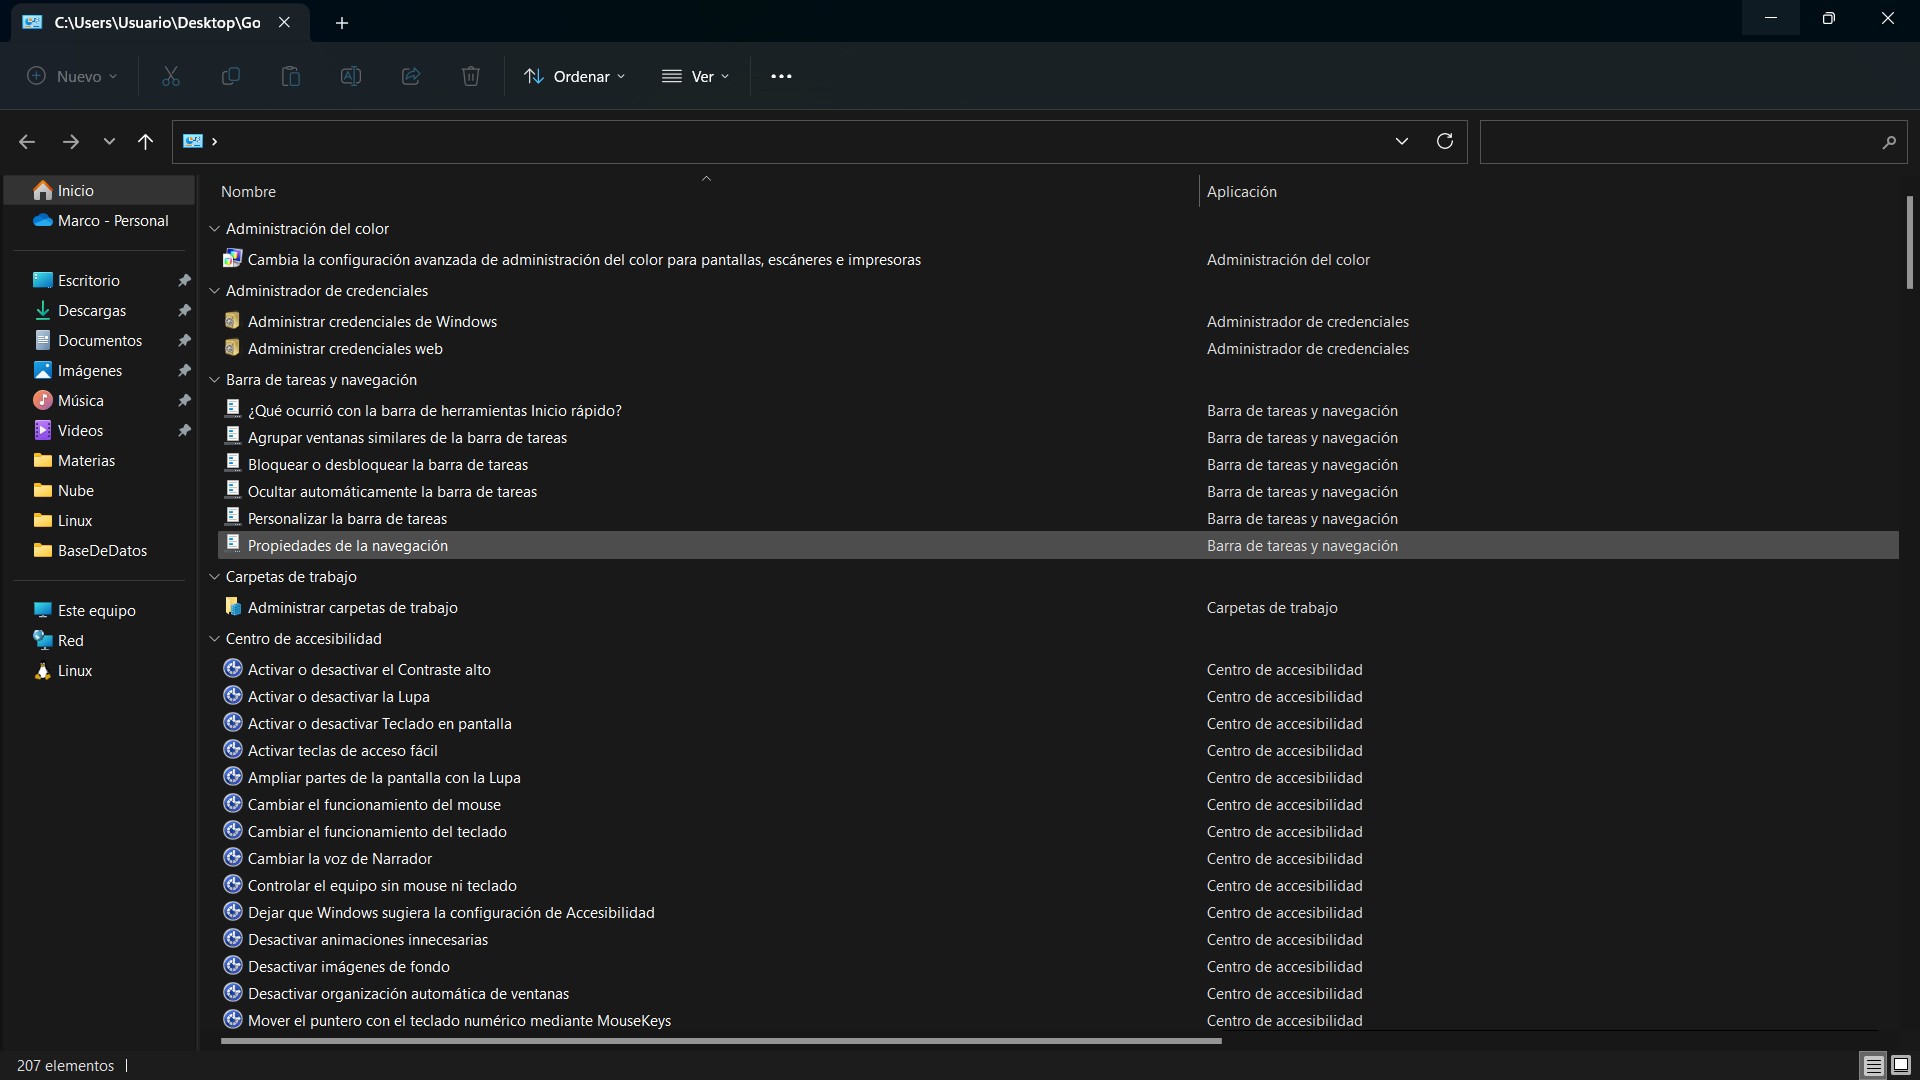 C:\Users\Usuario\Desktop\Go
Nuevo
Ordenar
Ver
Inicio
Marco - Personal
Escritorio
Descargas
Documentos
Imágenes
Música
Videos
Materias
Nube
Linux
BaseDeDatos
Este equipo
Red
Linux
Nombre Aplicación
Administración del color
Cambia la configuración avanzada de administración del color para pantallas, escáneres e impresoras Administración del color
Administrador de credenciales
Administrar credenciales de Windows Administrador de credenciales
Administrar credenciales web Administrador de credenciales
Barra de tareas y navegación
¿Qué ocurrió con la barra de herramientas Inicio rápido? Barra de tareas y navegación
Agrupar ventanas similares de la barra de tareas Barra de tareas y navegación
Bloquear o desbloquear la barra de tareas Barra de tareas y navegación
Ocultar automáticamente la barra de tareas Barra de tareas y navegación
Personalizar la barra de tareas Barra de tareas y navegación
Propiedades de la navegación Barra de tareas y navegación
Carpetas de trabajo
Administrar carpetas de trabajo Carpetas de trabajo
Centro de accesibilidad
Activar o desactivar el Contraste alto Centro de accesibilidad
Activar o desactivar la Lupa Centro de accesibilidad
Activar o desactivar Teclado en pantalla Centro de accesibilidad
Activar teclas de acceso fácil Centro de accesibilidad
Ampliar partes de la pantalla con la Lupa Centro de accesibilidad
Cambiar el funcionamiento del mouse Centro de accesibilidad
Cambiar el funcionamiento del teclado Centro de accesibilidad
Cambiar la voz de Narrador Centro de accesibilidad
Controlar el equipo sin mouse ni teclado Centro de accesibilidad
Dejar que Windows sugiera la configuración de Accesibilidad Centro de accesibilidad
Desactivar animaciones innecesarias Centro de accesibilidad
Desactivar imágenes de fondo Centro de accesibilidad
Desactivar organización automática de ventanas Centro de accesibilidad
Mover el puntero con el teclado numérico mediante MouseKeys Centro de accesibilidad
207 elementos